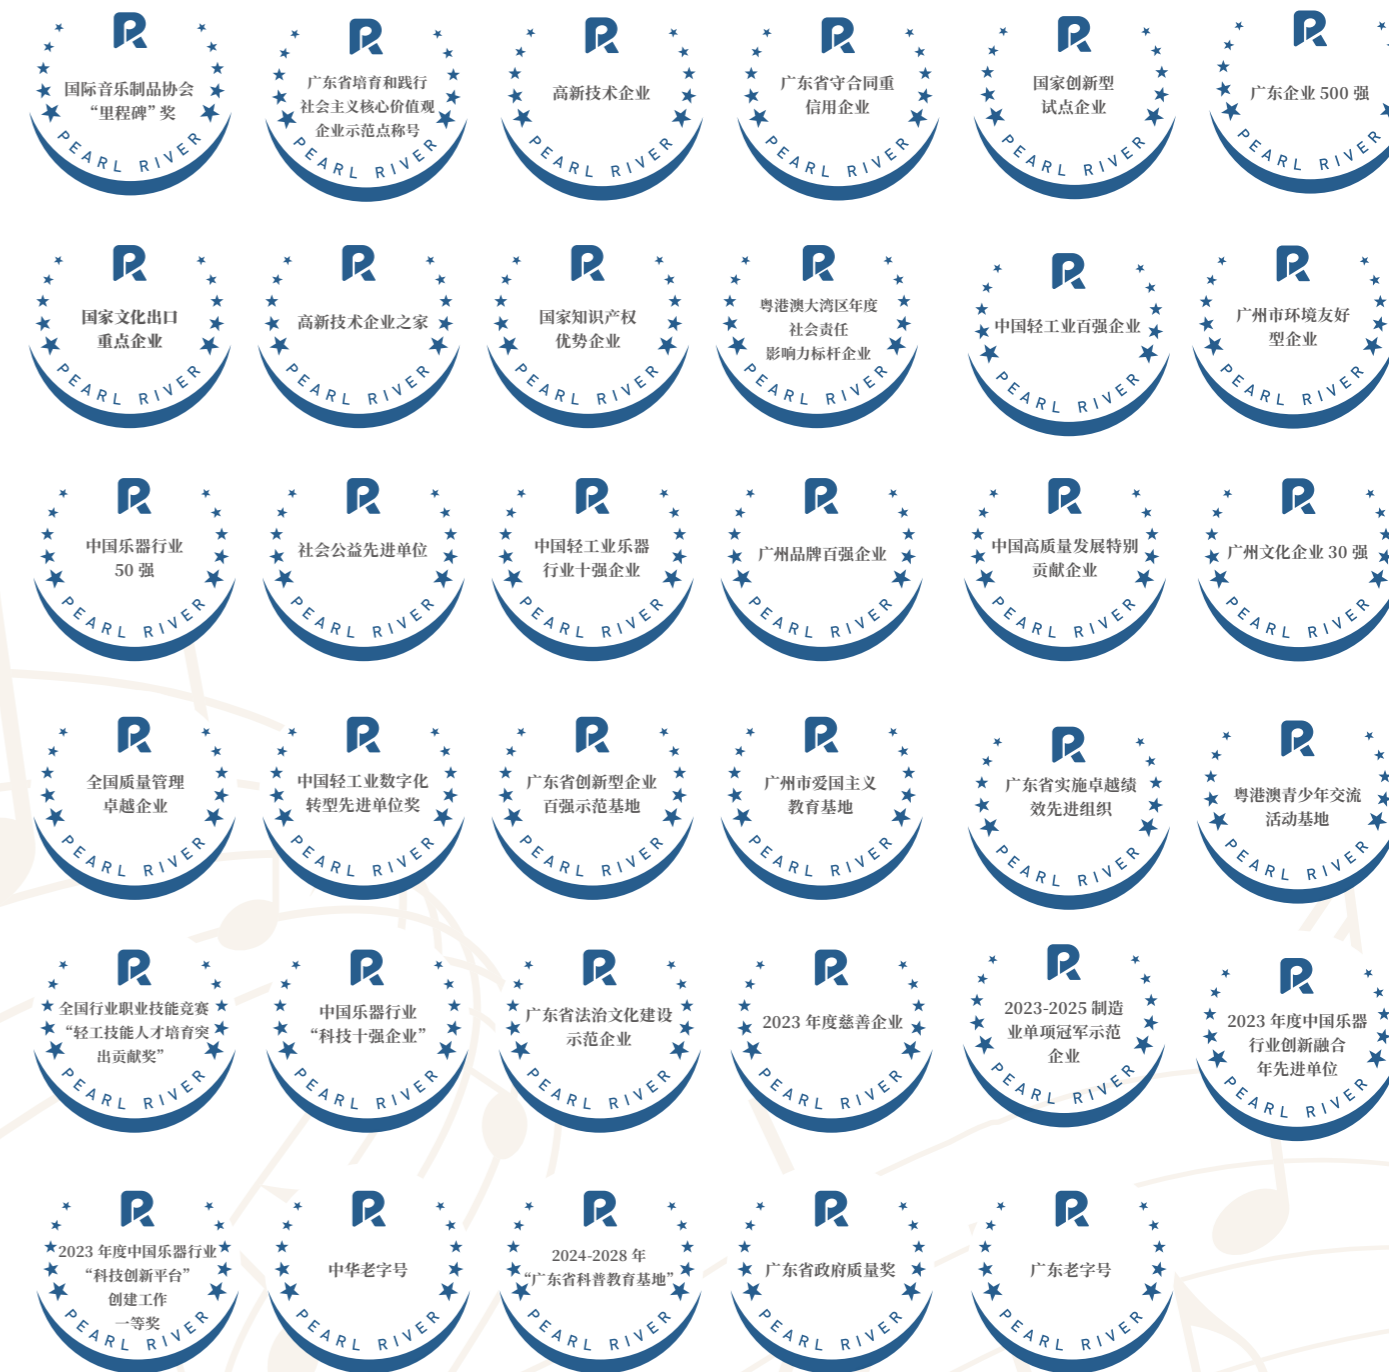 国际音乐制品协会
“里程碑”奖
PEARL RIVER
广东省培育和践行
社会主义核心价值观
企业示范点称号
PEARL RIVER
高新技术企业
PEARL RIVER
广东省守合同重
信用企业
PEARL RIVER
国家创新型
试点企业
PEARL RIVER
广东企业 500 强
PEARL RIVER
国家文化出口
重点企业
PEARL RIVER
高新技术企业之家
PEARL RIVER
国家知识产权
优势企业
PEARL RIVER
粤港澳大湾区年度
社会责任
影响力标杆企业
PEARL RIVER
中国轻工业百强企业
PEARL RIVER
广州市环境友好
型企业
PEARL RIVER
中国乐器行业
50 强
PEARL RIVER
社会公益先进单位
PEARL RIVER
中国轻工业乐器
行业十强企业
PEARL RIVER
广州品牌百强企业
PEARL RIVER
中国高质量发展特别
贡献企业
PEARL RIVER
广州文化企业 30 强
PEARL RIVER
全国质量管理
卓越企业
PEARL RIVER
中国轻工业数字化
转型先进单位奖
PEARL RIVER
广东省创新型企业
百强示范基地
PEARL RIVER
广州市爱国主义
教育基地
PEARL RIVER
广东省实施卓越绩
效先进组织
PEARL RIVER
粤港澳青少年交流
活动基地
PEARL RIVER
全国行业职业技能竞赛
“轻工技能人才培育突
出贡献奖”
PEARL RIVER
中国乐器行业
“科技十强企业”
PEARL RIVER
广东省法治文化建设
示范企业
PEARL RIVER
2023 年度慈善企业
PEARL RIVER
2023-2025 制造
业单项冠军示范
企业
PEARL RIVER
2023 年度中国乐器
行业创新融合
年先进单位
PEARL RIVER
2023 年度中国乐器行业
“科技创新平台”
创建工作
一等奖
PEARL RIVER
中华老字号
PEARL RIVER
2024-2028 年
“广东省科普教育基地”
PEARL RIVER
广东省政府质量奖
PEARL RIVER
广东老字号
PEARL RIVER